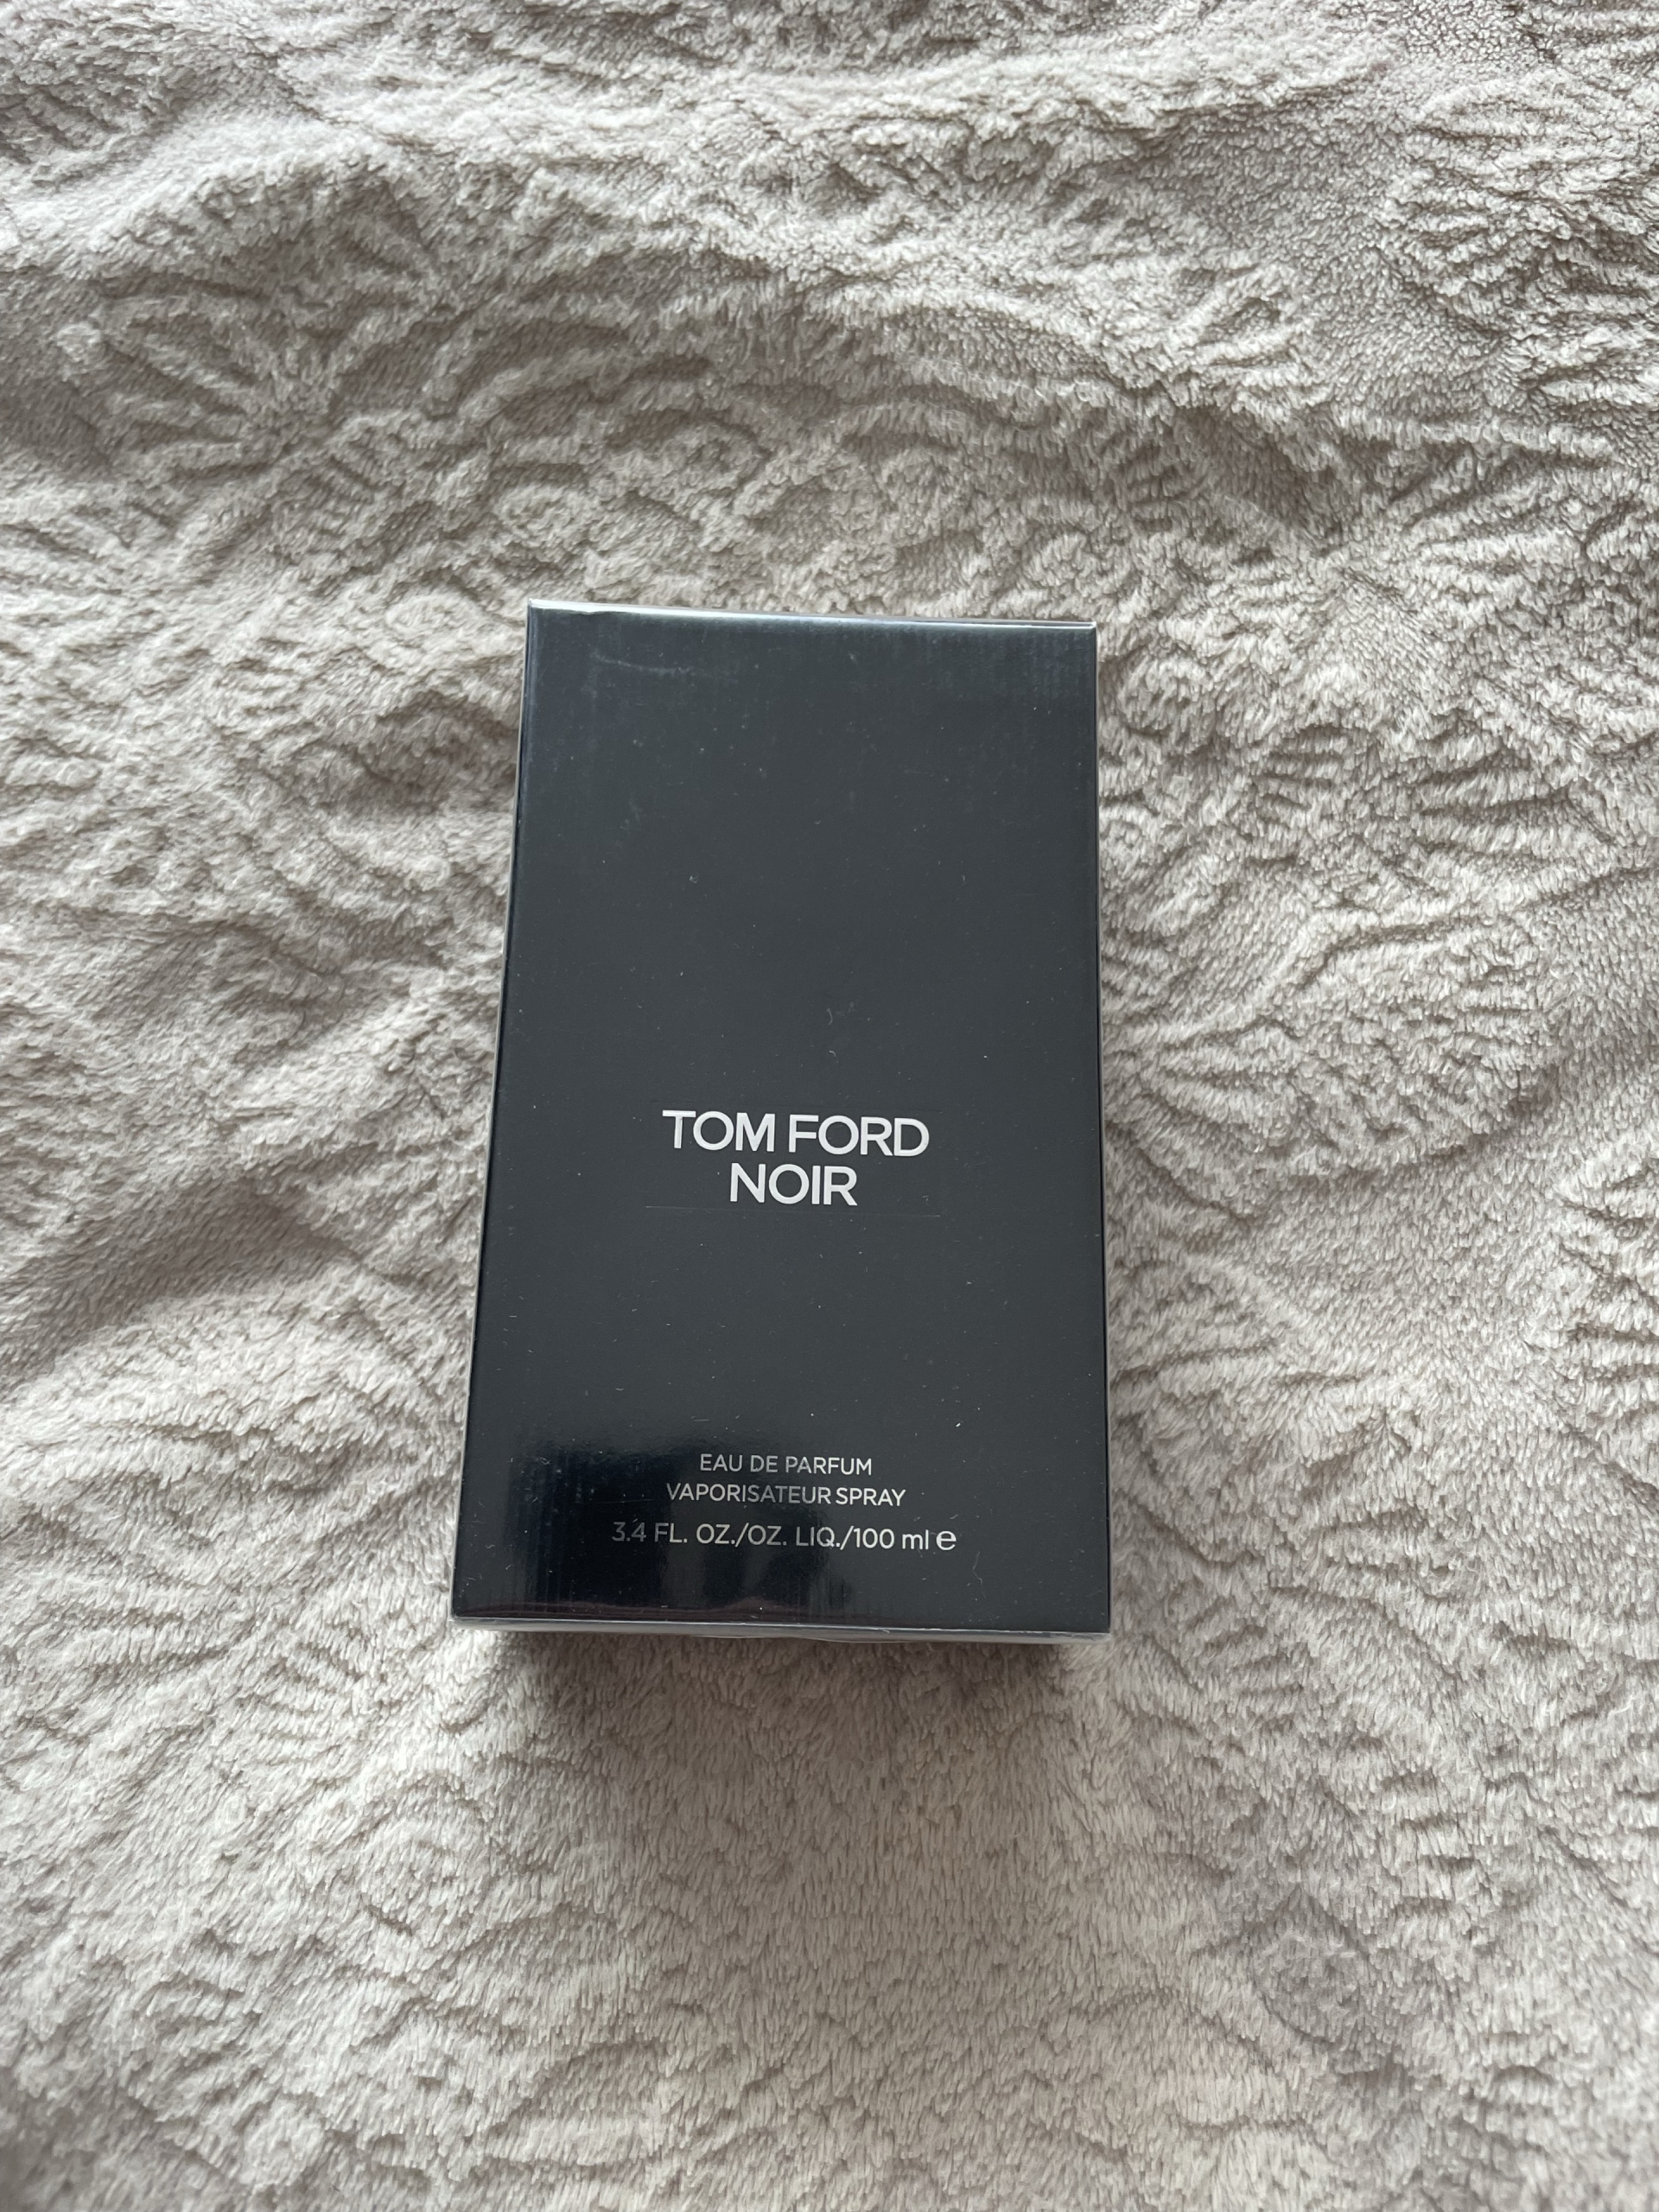 TOM FORD
NOIR
EAU DE PARFUM
VAPORISATEUR SPRAY
3.4 FL. OZ./OZ. LIQ./100 ml ℮